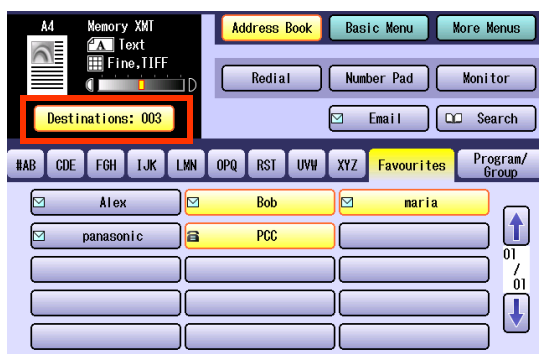 A4 Memory XMT
A Text
Fine,TIFF
D
Destinations: 003
Address Book Basic Menu More Menus
Redial Number Pad Monitor
Email Search
#AB CDE FGH IJK LMN OPQ RST UVW XYZ Favourites Program/
Group
Alex Bob maria
panasonic PCC
01
/
01